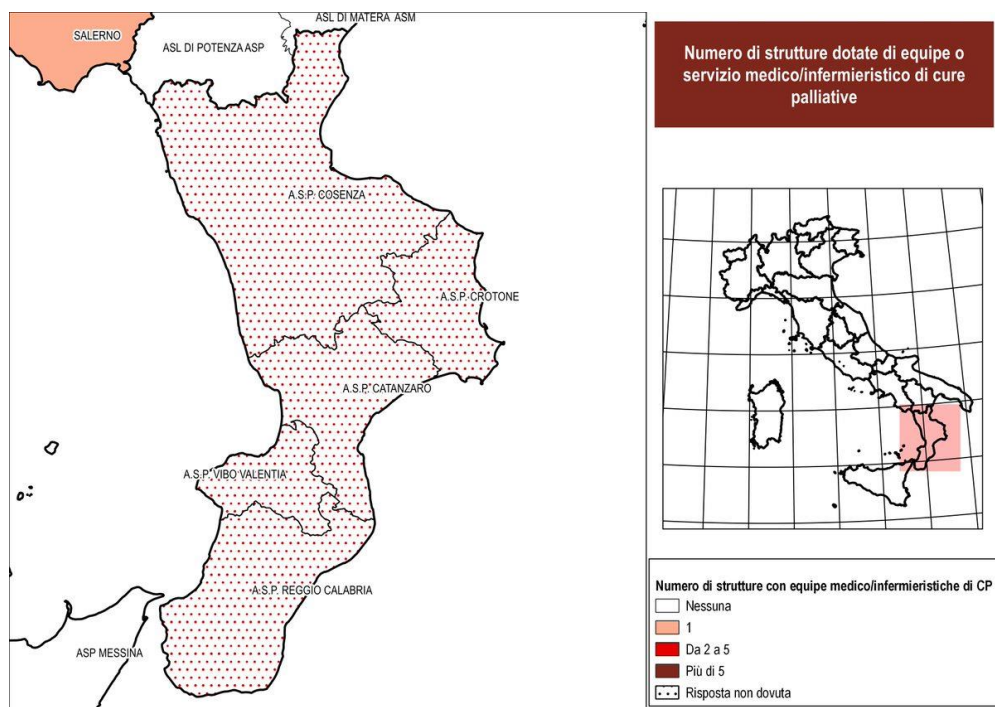 SALERNO
ASL DI POTENZA ASP
ASL DI MATERA ASM
A.S.P. COSENZA
A.S.P. CROTONE
A.S.P. CATANZARO
A.S.P. VIBO VALENTIA
A.S.P. REGGIO CALABRIA
ASP MESSINA
Numero di strutture dotate di equipe o
servizio medico/infermieristico di cure
palliative
Numero di strutture con equipe medico/infermieristiche di CP
Nessuna
1
Da 2 a 5
Più di 5
Risposta non dovuta